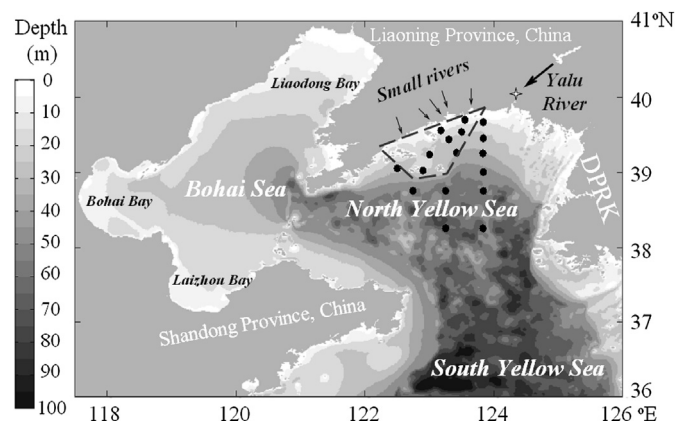 Depth
(m)
0
10
20
30
40
50
60
70
80
90
100
41ºN
40
39
38
37
36
118
120
122
124
126 ºE
Liaoning Province, China
Liaodong Bay
Small rivers
Yalu
River
Bohai Sea
Bohai Bay
North Yellow Sea
DPRK
Laizhou Bay
Shandong Province, China
South Yellow Sea